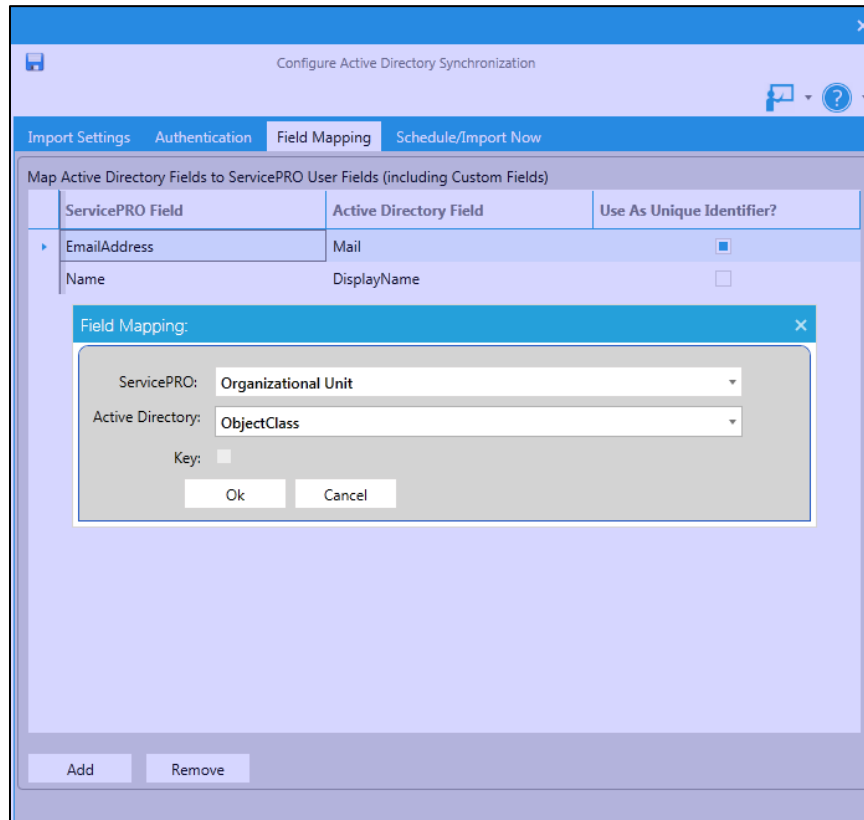 Configure Active Directory Synchronization
?
Import Settings Authentication Field Mapping Schedule/Import Now
Map Active Directory Fields to ServicePRO User Fields (including Custom Fields)
ServicePRO Field Active Directory Field Use As Unique Identifier?
EmailAddress Mail
Name DisplayName
Field Mapping:
ServicePRO: Organizational Unit
Active Directory: ObjectClass
Key:
Ok Cancel
Add Remove